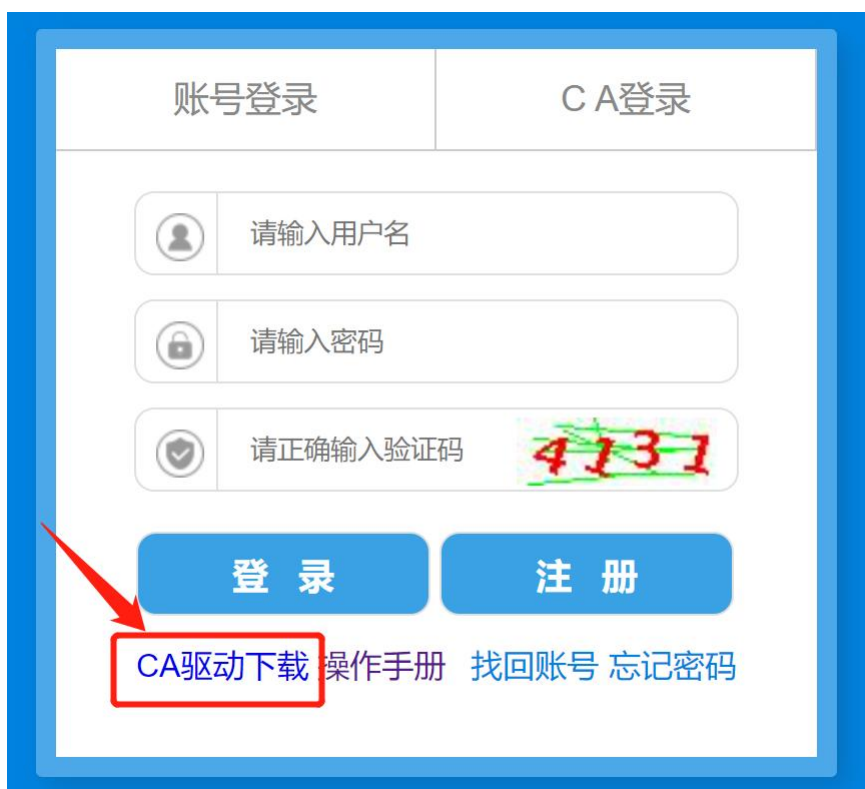 账号登录 C A登录
请输入用户名
请输入密码
请正确输入验证码 4131
登 录 注 册
CA驱动下载 操作手册 找回账号 忘记密码